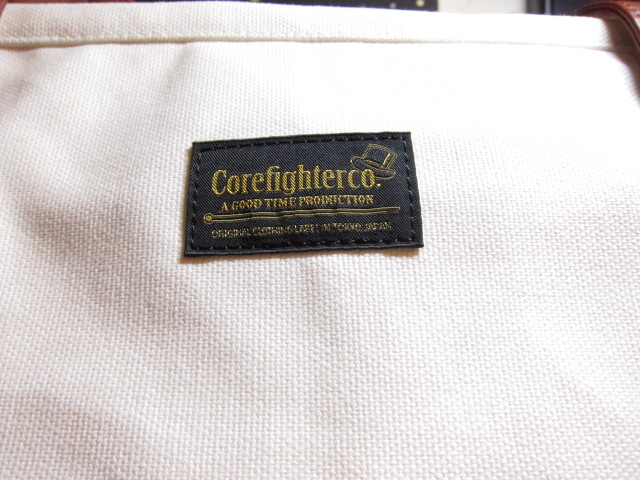 Corefighterco.
A GOOD TIME PRODUCTION
ORIGINAL CLOTHING LABEL IN TOKYO JAPAN